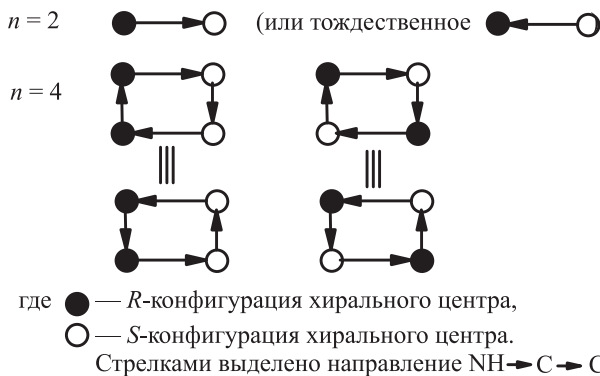 n = 2 (или тождественное
n = 4
где — R-конфигурация хирального центра,
— S-конфигурация хирального центра.
Стрелками выделено направление NH → C → C